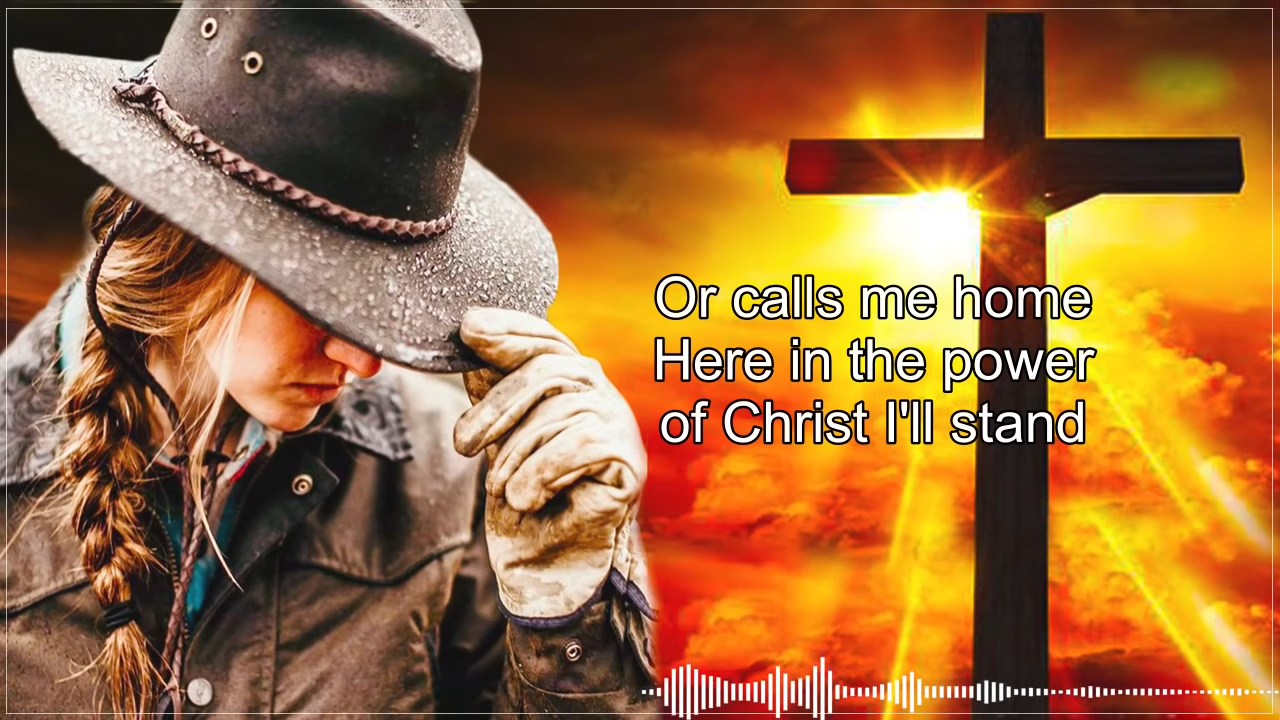 Or calls me home
Here in the power
of Christ I'll stand